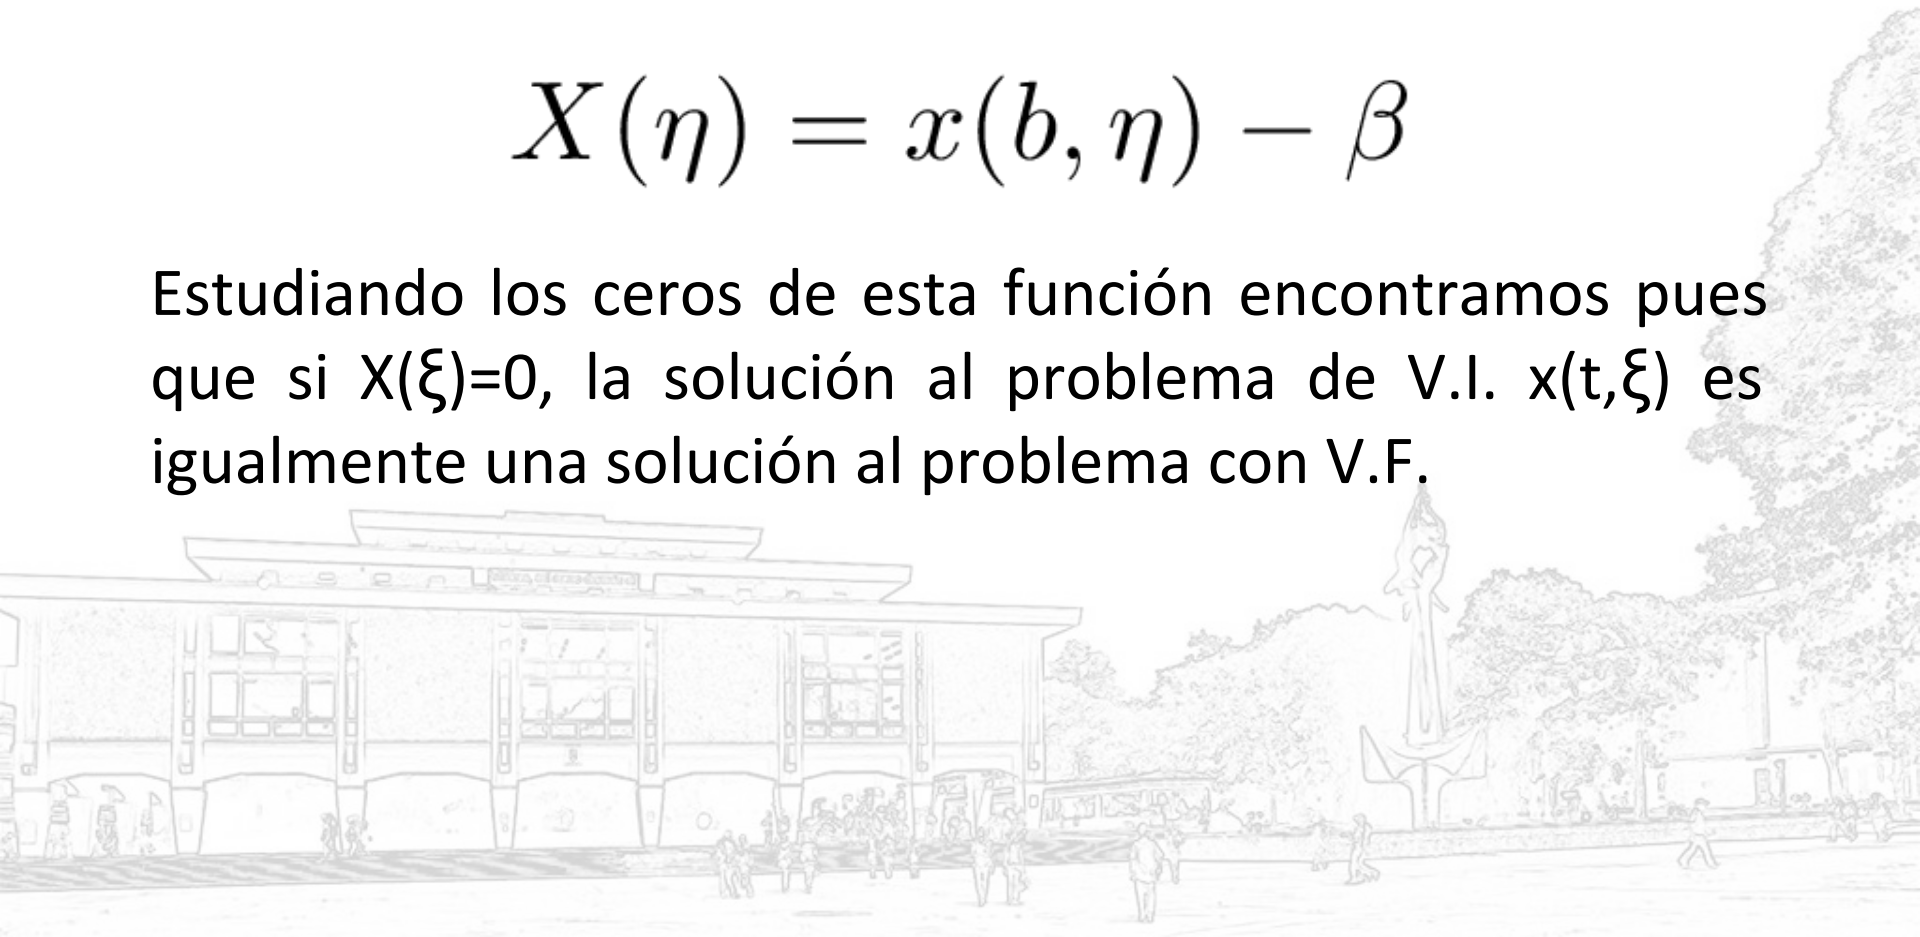 X(η) = x(b, η) − β
Estudiando los ceros de esta función encontramos pues
que si X(ξ)=0, la solución al problema de V.I. x(t,ξ) es
igualmente una solución al problema con V.F.